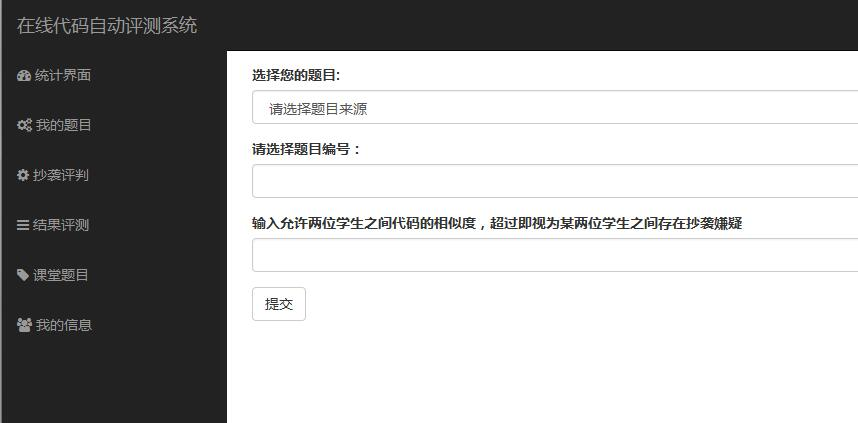 在线代码自动评测系统
统计界面
我的题目
抄袭评判
结果评测
课堂题目
我的信息
选择您的题目:
请选择题目来源
请选择题目编号：
输入允许两位学生之间代码的相似度，超过即视为某两位学生之间存在抄袭嫌疑
提交